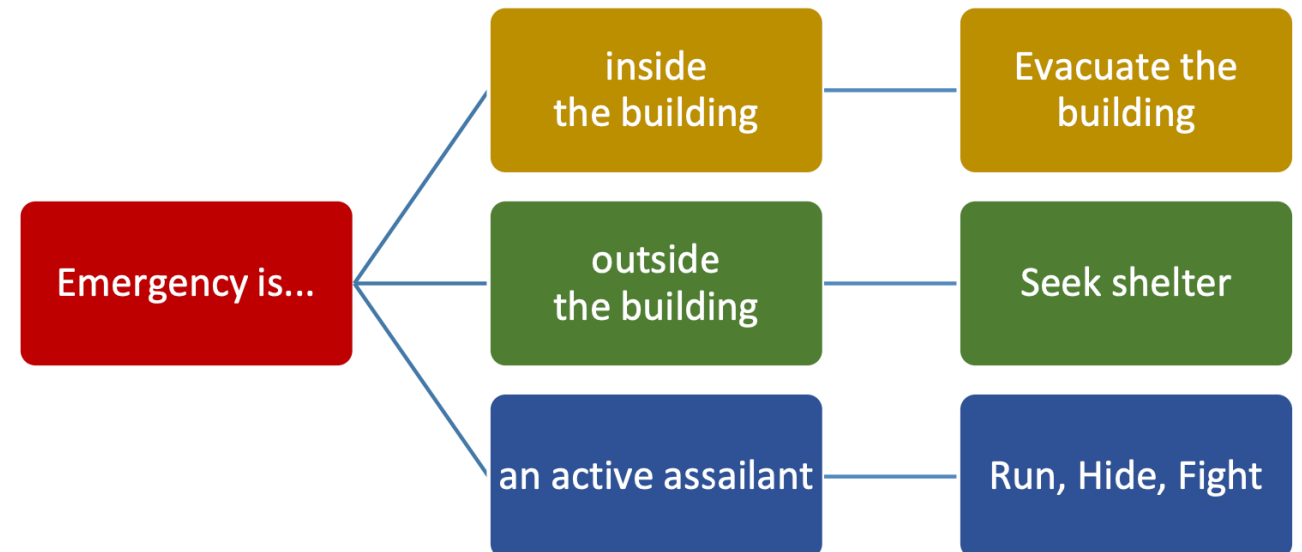 Emergency is...
inside
the building
Evacuate the
building
outside
the building
Seek shelter
an active assailant
Run, Hide, Fight